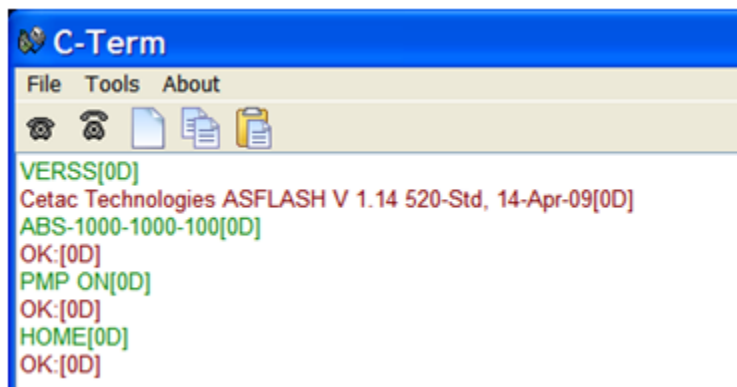 C-Term
File Tools About
VERSS[0D]
Cetac Technologies ASFLASH V 1.14 520-Std, 14-Apr-09[0D]
ABS-1000-1000-100[0D]
OK:[0D]
PMP ON[0D]
OK:[0D]
HOME[0D]
OK:[0D]